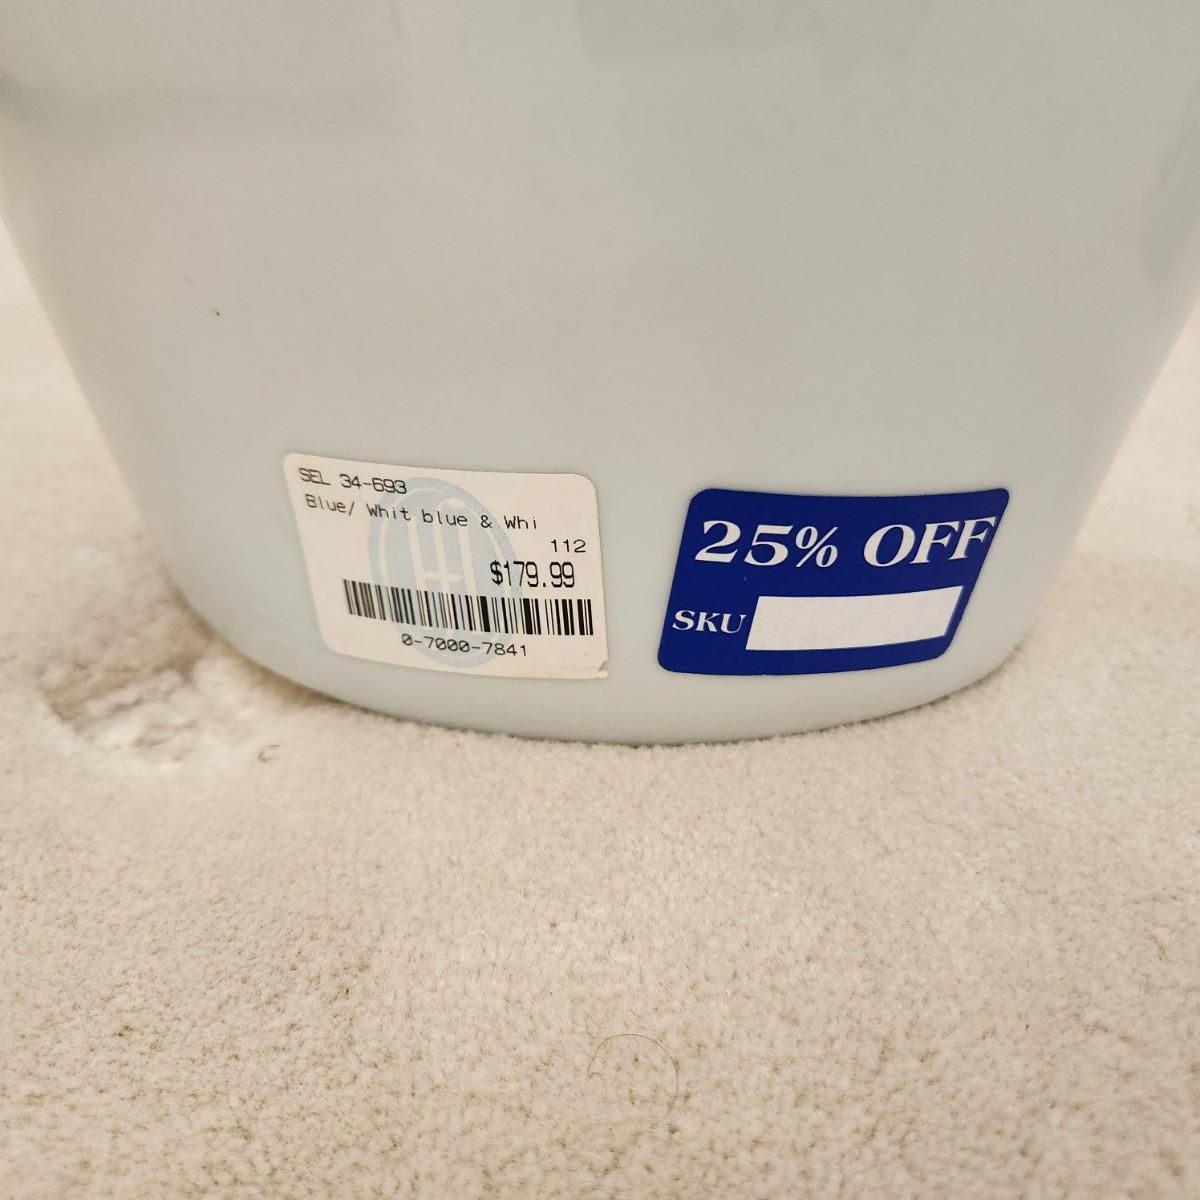 SEL 34-693
Blue/ Whit blue & Whi
112
$179.99
0-7000-7841
25% OFF
SKU